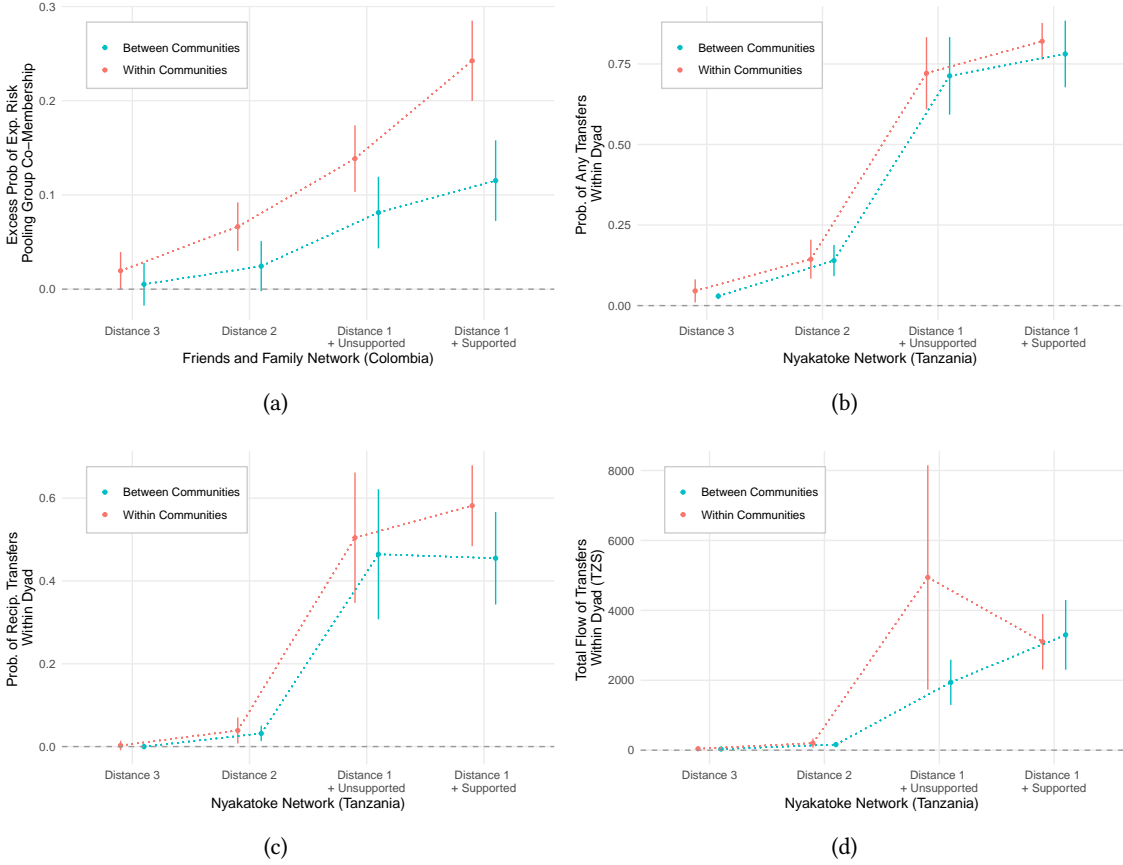 Excess Prob of Exp. Risk
Pooling Group Co−Membership
0.3
0.2
0.1
0.0
Between Communities
Within Communities
Distance 3
Distance 2
Distance 1
+ Unsupported
Distance 1
+ Supported
Friends and Family Network (Colombia)
(a)
Prob. of Any Transfers
Within Dyad
0.75
0.50
0.25
0.00
Between Communities
Within Communities
Distance 3
Distance 2
Distance 1
+ Unsupported
Distance 1
+ Supported
Nyakatoke Network (Tanzania)
(b)
Prob. of Recip. Transfers
Within Dyad
0.6
0.4
0.2
0.0
Between Communities
Within Communities
Distance 3
Distance 2
Distance 1
+ Unsupported
Distance 1
+ Supported
Nyakatoke Network (Tanzania)
(c)
Total Flow of Transfers
Within Dyad (TZS)
8000
6000
4000
2000
0
Between Communities
Within Communities
Distance 3
Distance 2
Distance 1
+ Unsupported
Distance 1
+ Supported
Nyakatoke Network (Tanzania)
(d)